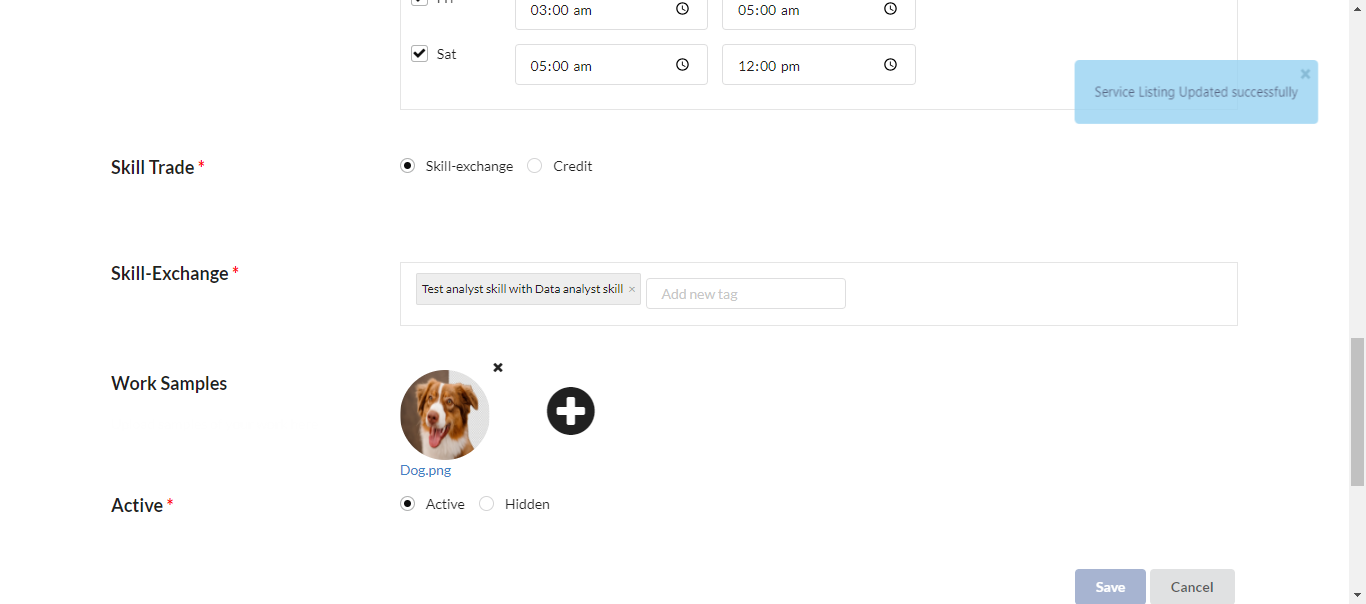 Fri
03:00 am
05:00 am
Sat
05:00 am
12:00 pm
Service Listing Updated successfully
Skill Trade *
Skill-exchange
Credit
Skill-Exchange *
Test analyst skill with Data analyst skill ×
Add new tag
Work Samples
Dog.png
Active *
Active
Hidden
Save
Cancel